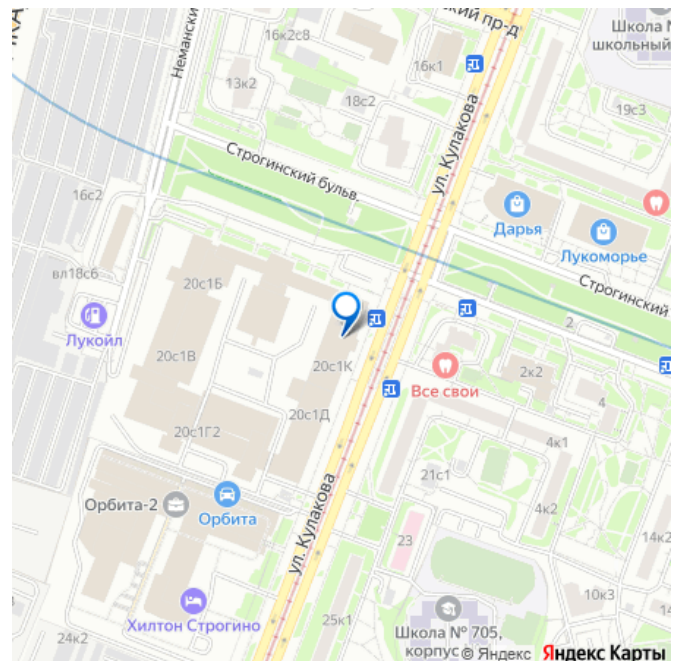 ский пр-д
Школа №
школьный
Неманский
16к2с8
13к2
16к1
18с2
19с3
ул. Кулакова
Строгинский бульв.
16с2
Дарья
Лукоморье
вл18с6
20с1Б
Строгинский
Лукойл
2
20с1В
20с1К
2к2
Все свои
4
20с1Д
20с1Г2
4к1
21с1
Орбита-2
Орбита
4к2
ул. Кулакова
23
14к2
10к3
Хилтон Строгино
25к1
14
24к2
Школа № 705,
корпус
© Яндекс Яндекс Карты